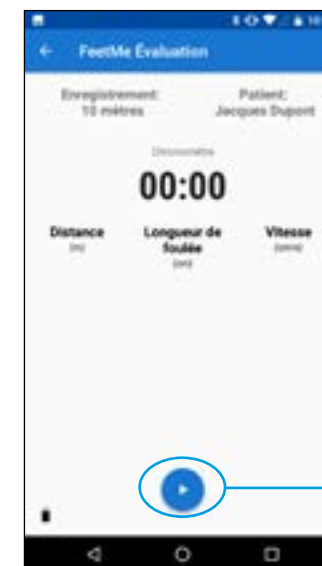 FeetMe Évaluation
Enregistrement:
10 mètres
Patient:
Jacques Dupont
Chronomètre
00:00
Distance
(m)
Longueur de
foulée
(cm)
Vitesse
(cm/s)